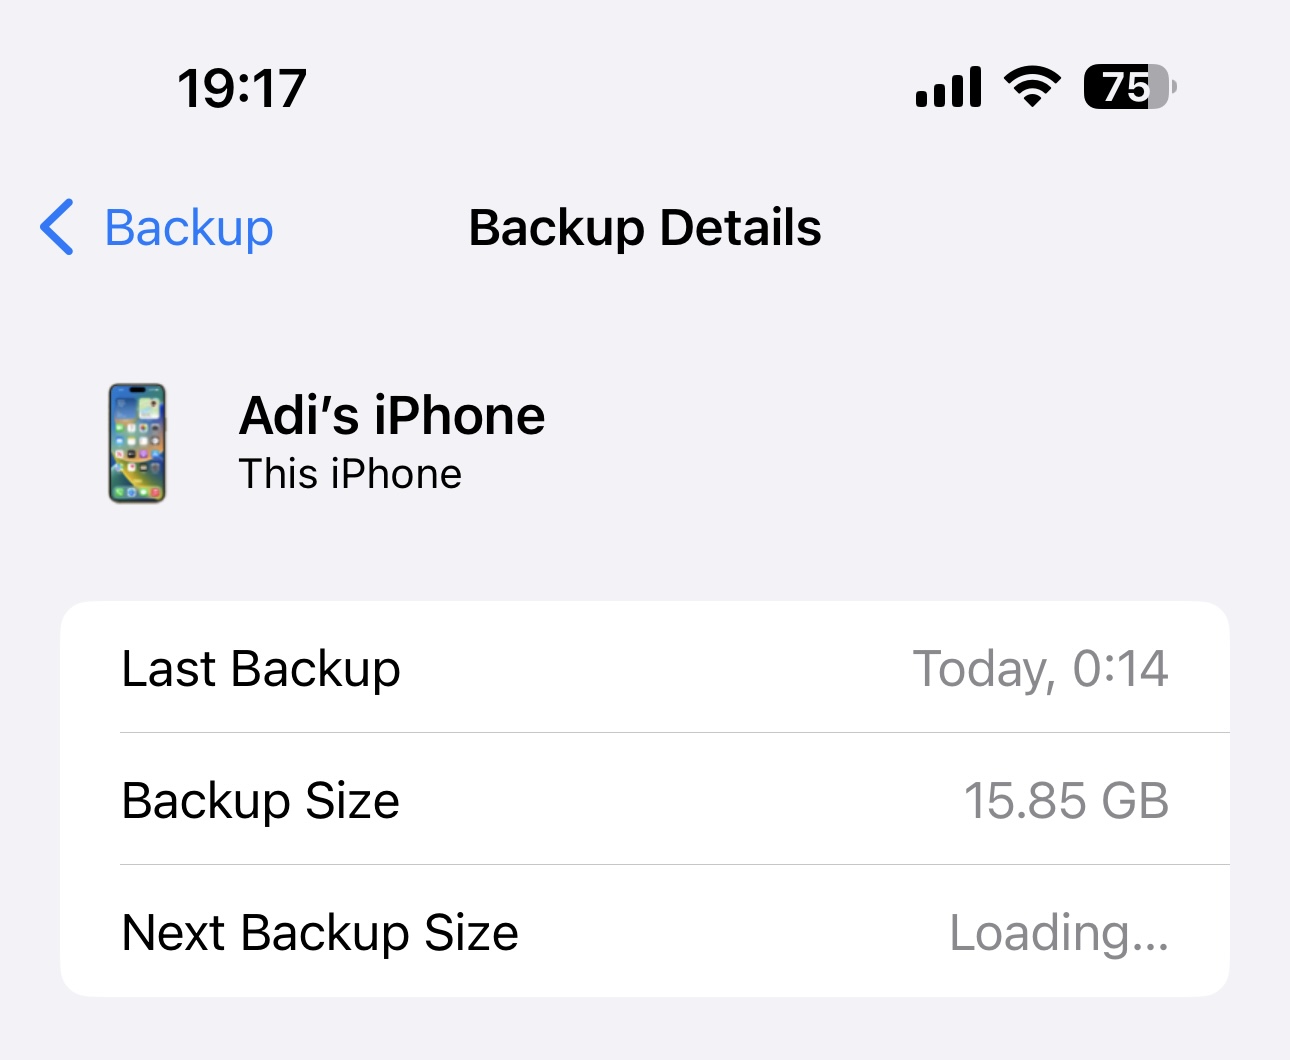 19:17 75
Backup Backup Details
Adi’s iPhone
This iPhone
Last Backup Today, 0:14
Backup Size 15.85 GB
Next Backup Size Loading...